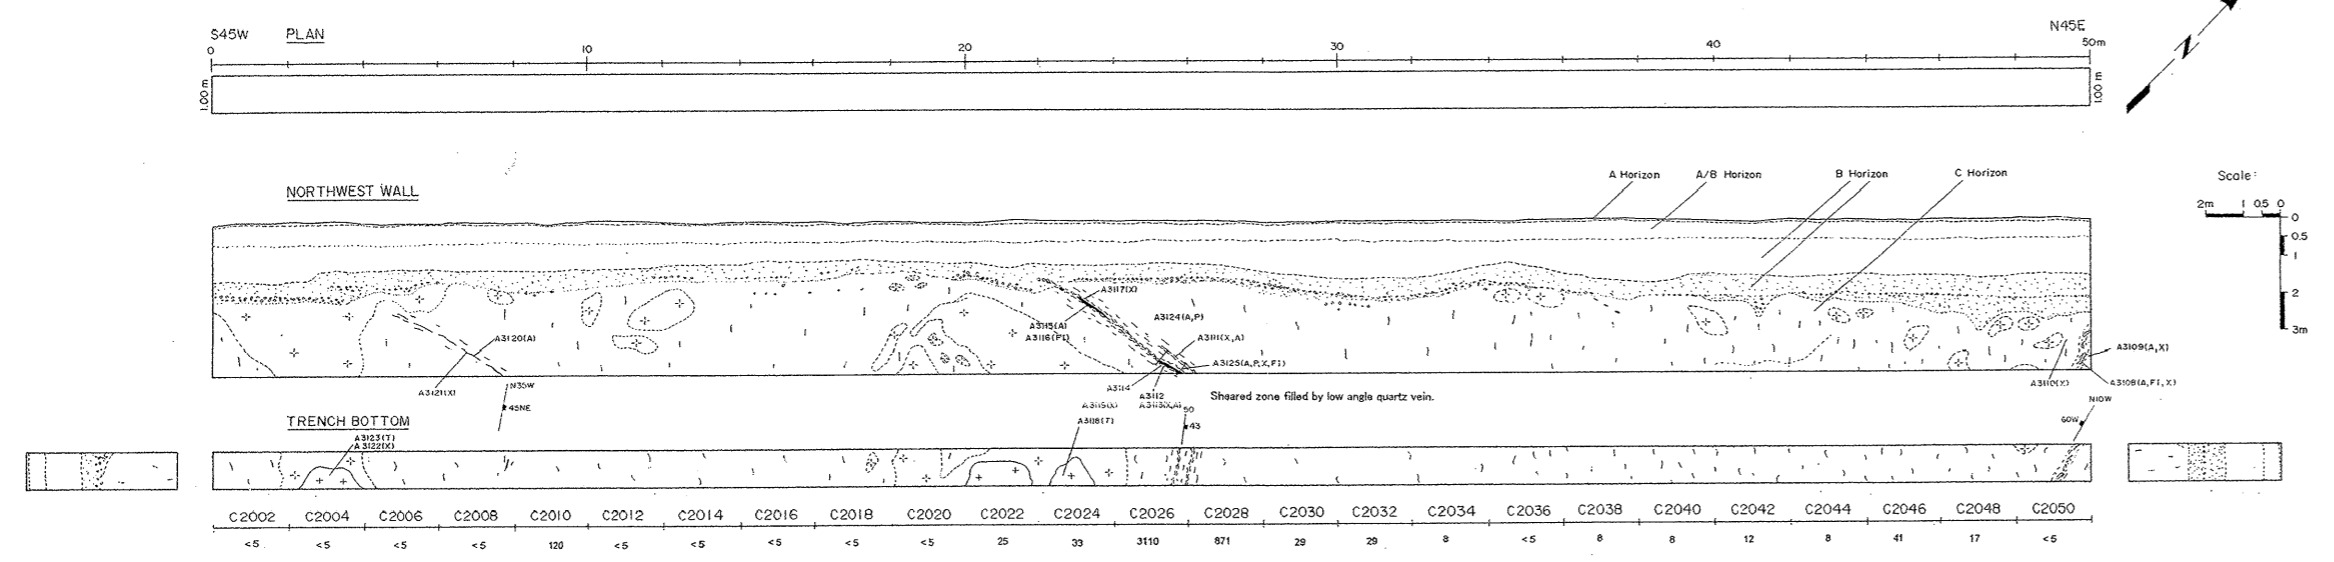 S45W PLAN N45E
0 10 20 30 40 50m
1.00 m 1.00 m
N
NORTHWEST WALL
A Horizon A/B Horizon B Horizon C Horizon
Scale:
2m 1 0.5 0
0
0.5
1
2
3m
A3117(X)
A3115(A)
A3116(FI)
A3124(A,P)
A3111(X,A)
A3125(A,P,X,FI)
A3120(A)
A3121(X)
A3114
A3112
A3113(X,A)
A3109(A,X)
A3110(X)
A3108(A,FI,X)
N35W
45NE
Sheared zone filled by low angle quartz vein.
N10W
60W
50
43
TRENCH BOTTOM
A3123(T)
A3122(X)
A3118(T)
C2002 C2004 C2006 C2008 C2010 C2012 C2014 C2016 C2018 C2020 C2022 C2024 C2026 C2028 C2030 C2032 C2034 C2036 C2038 C2040 C2042 C2044 C2046 C2048 C2050
<5 <5 <5 <5 120 <5 <5 <5 <5 <5 25 33 3110 871 29 29 8 <5 8 8 12 8 41 17 <5